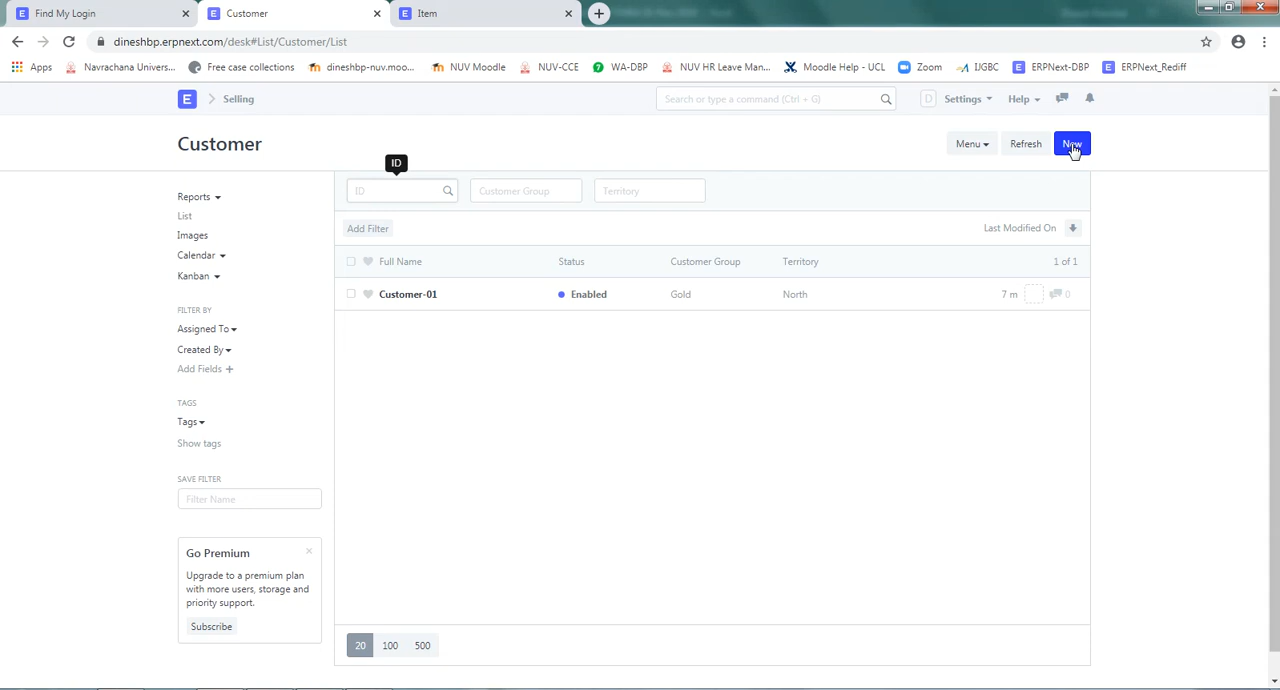 Find My Login
Customer
Item
dineshbp.erpnext.com/desk#List/Customer/List
Apps
Navrachana Univers...
Free case collections
dineshbp-nuv.moo...
NUV Moodle
NUV-CCE
WA-DBP
NUV HR Leave Man...
Moodle Help - UCL
Zoom
IJGBC
ERPNext-DBP
ERPNext_Rediff
E
Selling
Search or type a command (Ctrl + G)
D
Settings
Help
Customer
Menu
Refresh
New
ID
ID
Customer Group
Territory
Reports
List
Images
Calendar
Kanban
FILTER BY
Assigned To
Created By
Add Fields +
TAGS
Tags
Show tags
SAVE FILTER
Filter Name
Go Premium
Upgrade to a premium plan
with more users, storage and
priority support.
Subscribe
Add Filter
Last Modified On
Full Name
Status
Customer Group
Territory
1 of 1
Customer-01
Enabled
Gold
North
7 m
0
20
100
500